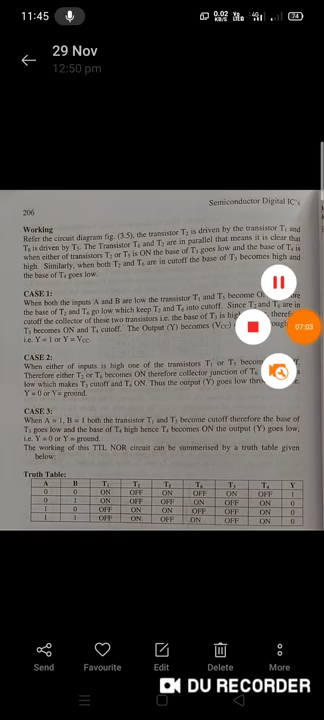 11:45
0.02 KB/S
Vo LTED
4G
74
29 Nov
12:50 pm
Semiconductor Digital IC's
206
Working
Refer the circuit diagram fig. (3.5), the transistor T2 is driven by the transistor T1 and
T6 is driven by T5. The Transistor T6 and T2 are in parallel that means it is clear that
when either of transistors T2 or T5 is ON the base of T3 goes low and the base of T4 is
high. Similarly, when both T2 and T6 are in cutoff the base of T3 becomes high and
the base of T4 goes low.
CASE 1:
When both the inputs A and B are low the transistor T1 and T5 become
the base of T2 and T6 go low which keep T2 and T6 into cutoff. Since T2 and T6 are in
cutoff the collector of these two transistors i.e. the base of T3 is
T3 becomes ON and T4 cutoff. The Output (Y) becomes (VCC)
i.e. Y = 1 or Y = VCC.
CASE 2:
When either of inputs is high one of the transistors T1 or T5
Therefore either T2 or T6 becomes ON therefore collector junction of T6
low which makes T3 cutoff and T4 ON. Thus the output (Y) goes low
Y = 0 or Y= ground.
CASE 3:
When A = 1, B = 1 both the transistor T1 and T5 become cutoff therefore the base of
T3 goes low and the base of T4 high hence T4 becomes ON the output (Y) goes low,
i.e. Y = 0 or Y = ground.
The working of this TTL NOR circuit can be summerised by a truth table given
below:
Truth Table:
A B T1 T2 T5 T6 T3 T4 Y
0 0 ON OFF ON OFF ON OFF 1
0 1 ON OFF OFF ON OFF ON 0
1 0 OFF ON ON OFF OFF ON 0
1 1 OFF ON OFF ON OFF ON 0
07:03
Send Favourite Edit Delete More
DU RECORDER